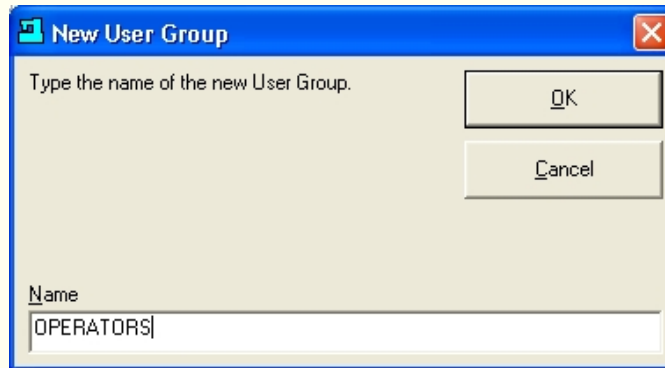 New User Group
Type the name of the new User Group.
OK
Cancel
Name
OPERATORS